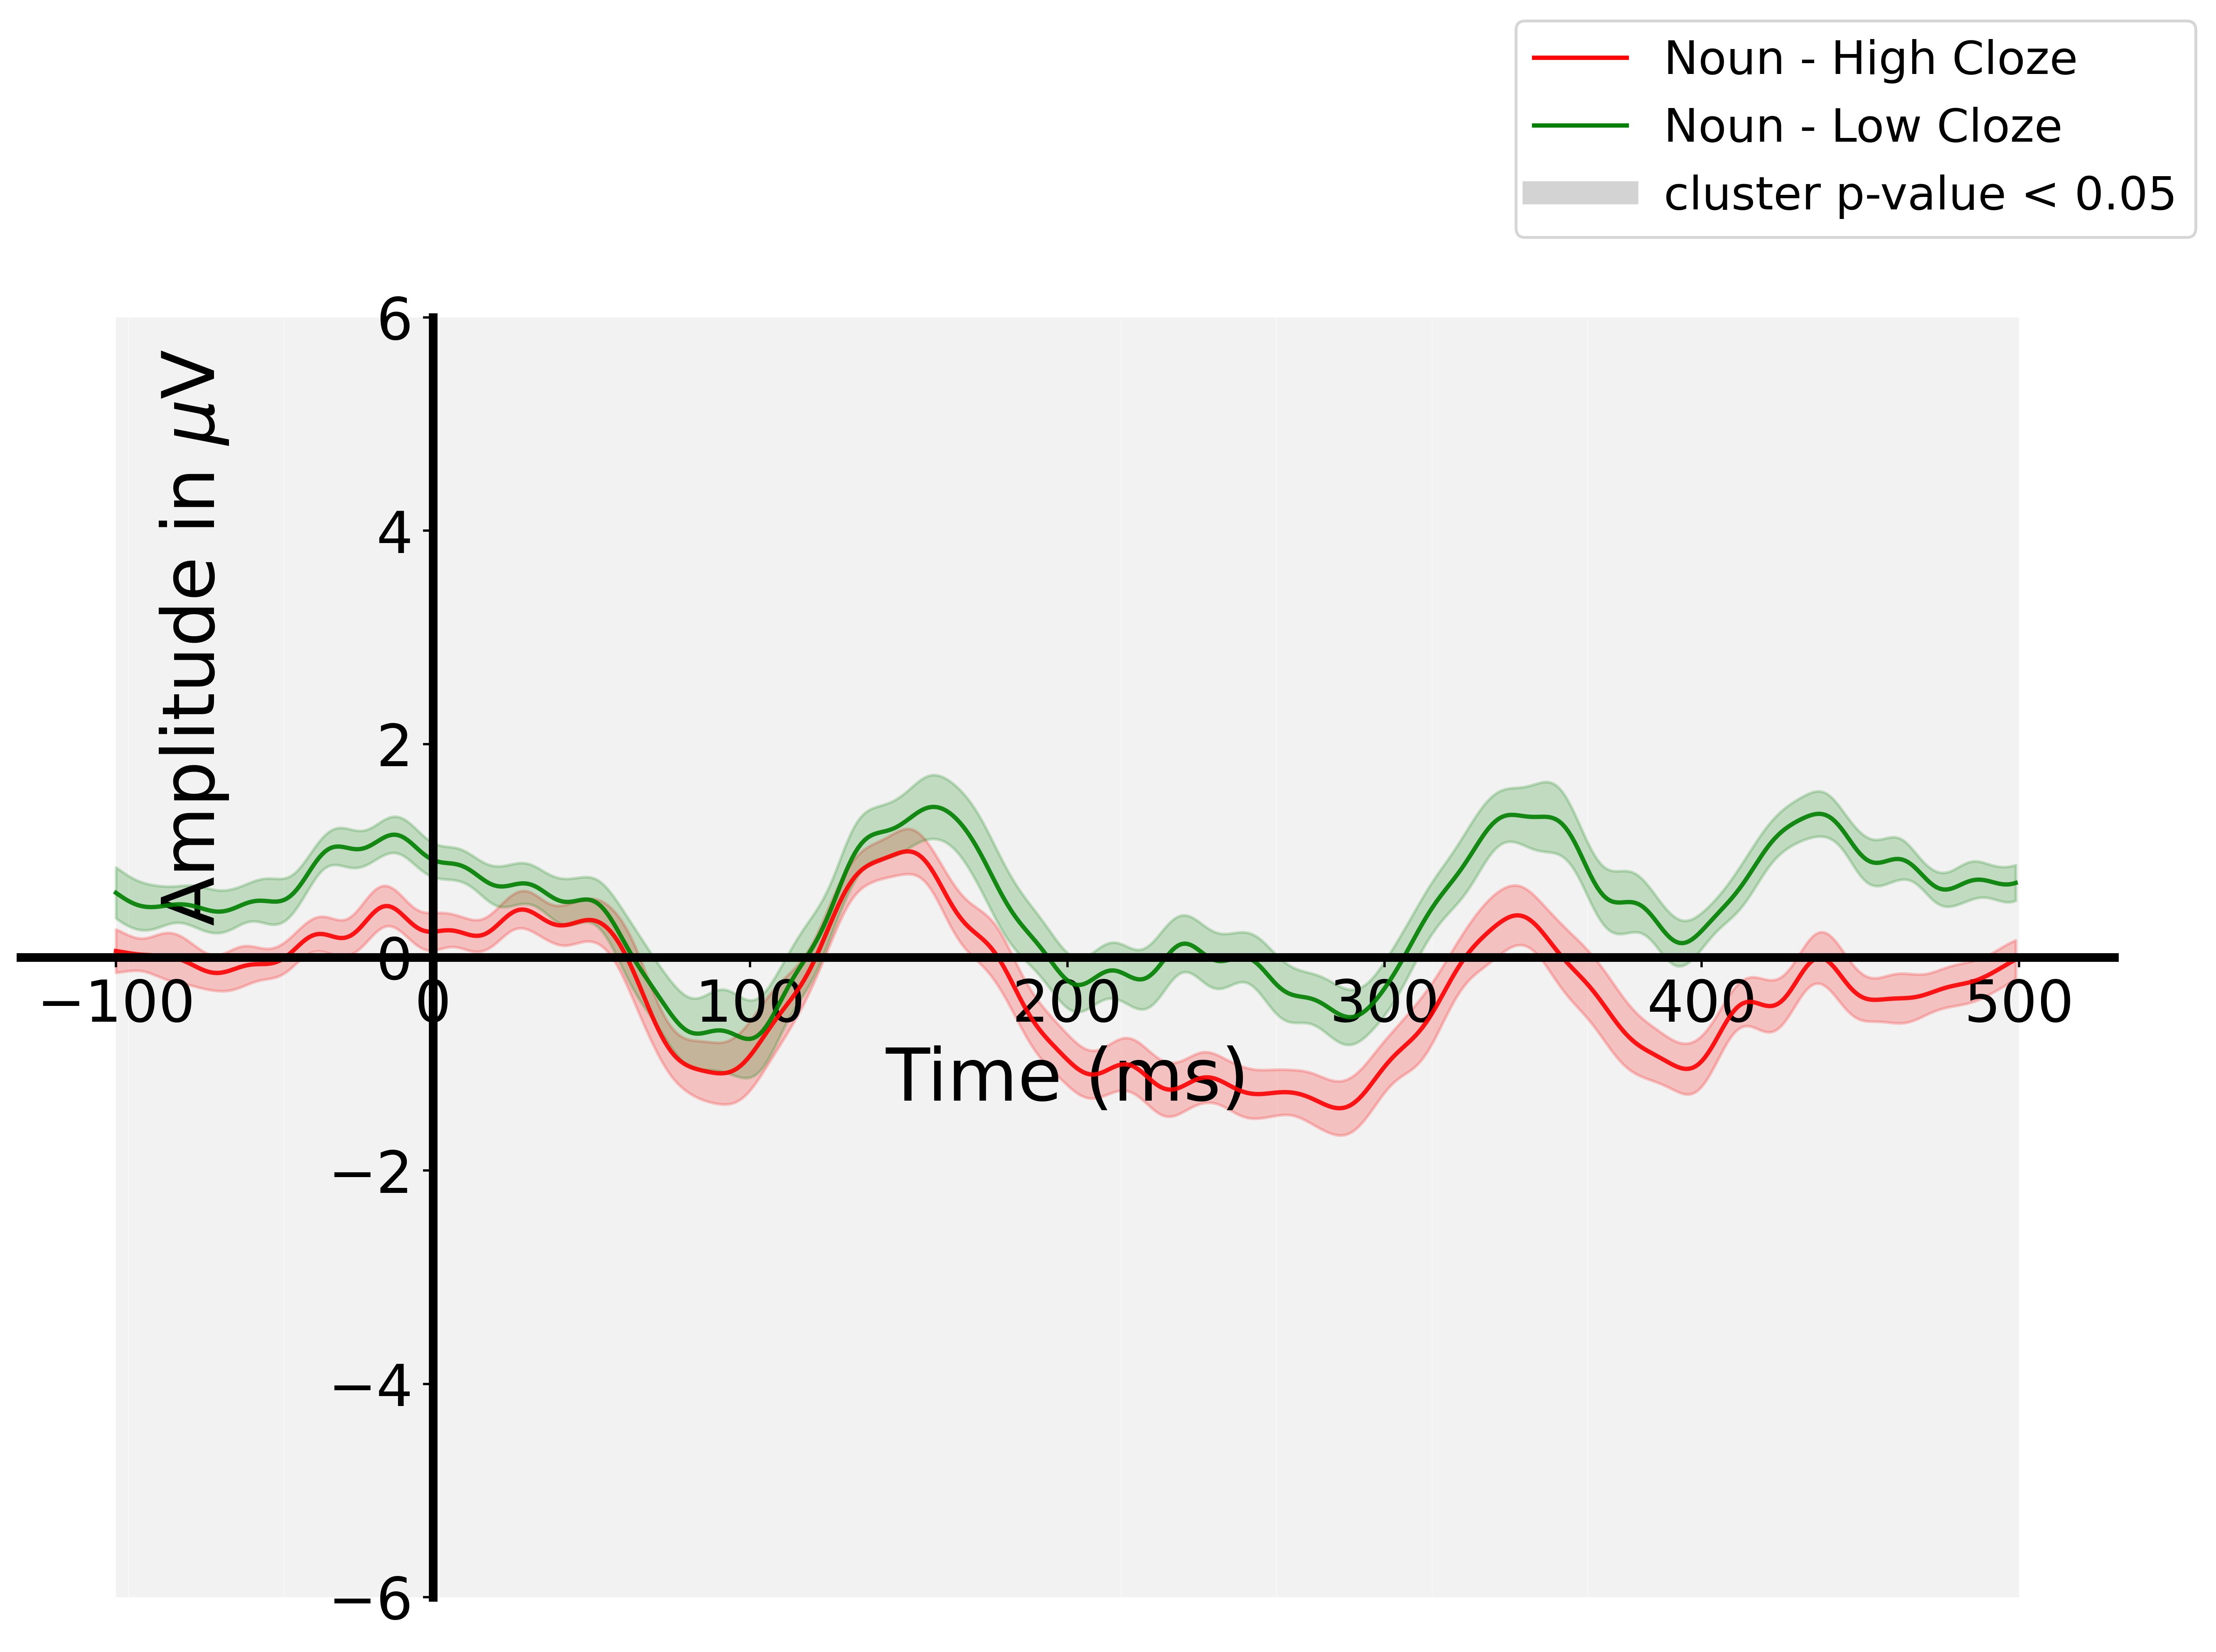 Noun - High Cloze
Noun - Low Cloze
cluster p-value < 0.05
6
4
2
0
−2
−4
−6
Amplitude in μV
−100 0 100 200 300 400 500
Time (ms)